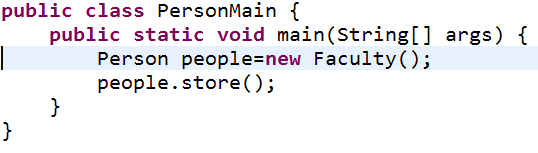 public class PersonMain {
    public static void main(String[] args) {
        Person people=new Faculty();
        people.store();
    }
}